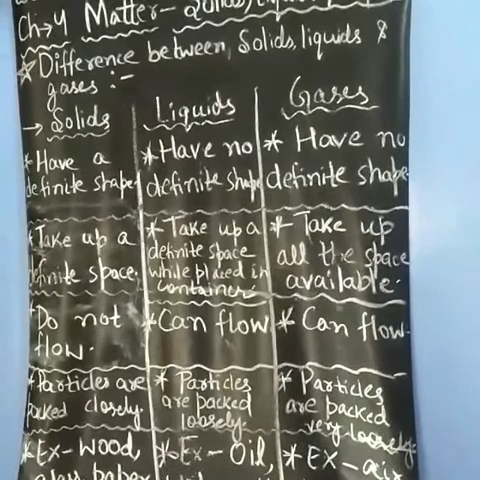 Ch→4 Matter- Solids, liqui
* Difference between, Solids, liquids &
gases :-
→ Solids
* Have a
definite shape
* Take up a
definite space.
* Do not
flow.
* Particles are
packed closely.
* Ex- Wood,
Liquids
* Have no
definite shape
* Take up a
definite space
while placed in
container.
* Can flow.
* Particles
are packed
loosely.
* Ex- Oil,
Gases
* Have no
definite shape
* Take up
all the space
available.
* Can flow.
* Particles
are packed
very loosely.
* EX- air